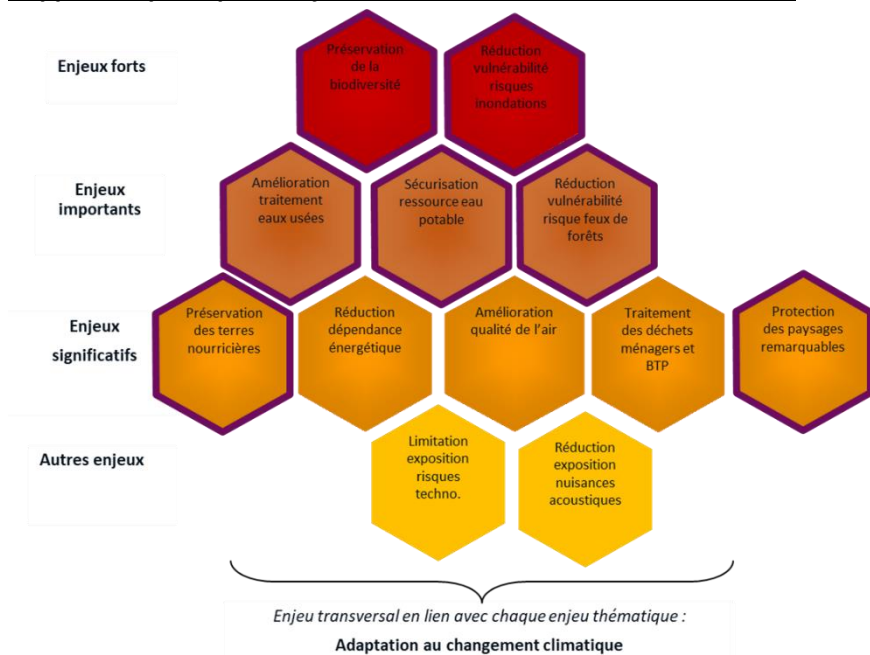 Enjeux forts
Préservation
de la
biodiversité
Réduction
vulnérabilité
risques
inondations
Enjeux
importants
Amélioration
traitement
eaux usées
Sécurisation
ressource eau
potable
Réduction
vulnérabilité
risque feux de
forêts
Enjeux
significatifs
Préservation
des terres
nourricières
Réduction
dépendance
énergétique
Amélioration
qualité de l'air
Traitement
des déchets
ménagers et
BTP
Protection
des paysages
remarquables
Autres enjeux
Limitation
exposition
risques
techno.
Réduction
exposition
nuisances
acoustiques
Enjeu transversal en lien avec chaque enjeu thématique :
Adaptation au changement climatique